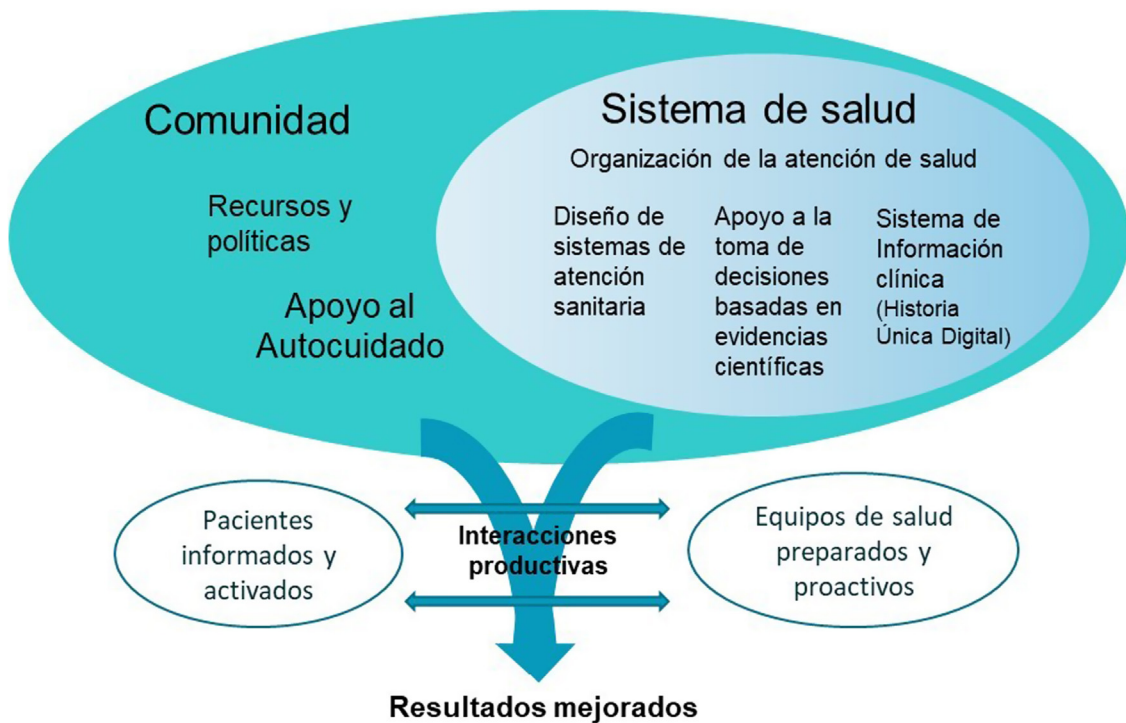 Comunidad
Recursos y
políticas
Apoyo al
Autocuidado
Sistema de salud
Organización de la atención de salud
Diseño de
sistemas de
atención
sanitaria
Apoyo a la
toma de
decisiones
basadas en
evidencias
científicas
Sistema de
Información
clínica
(Historia
Única Digital)
Pacientes
informados y
activados
Interacciones
productivas
Equipos de salud
preparados y
proactivos
Resultados mejorados